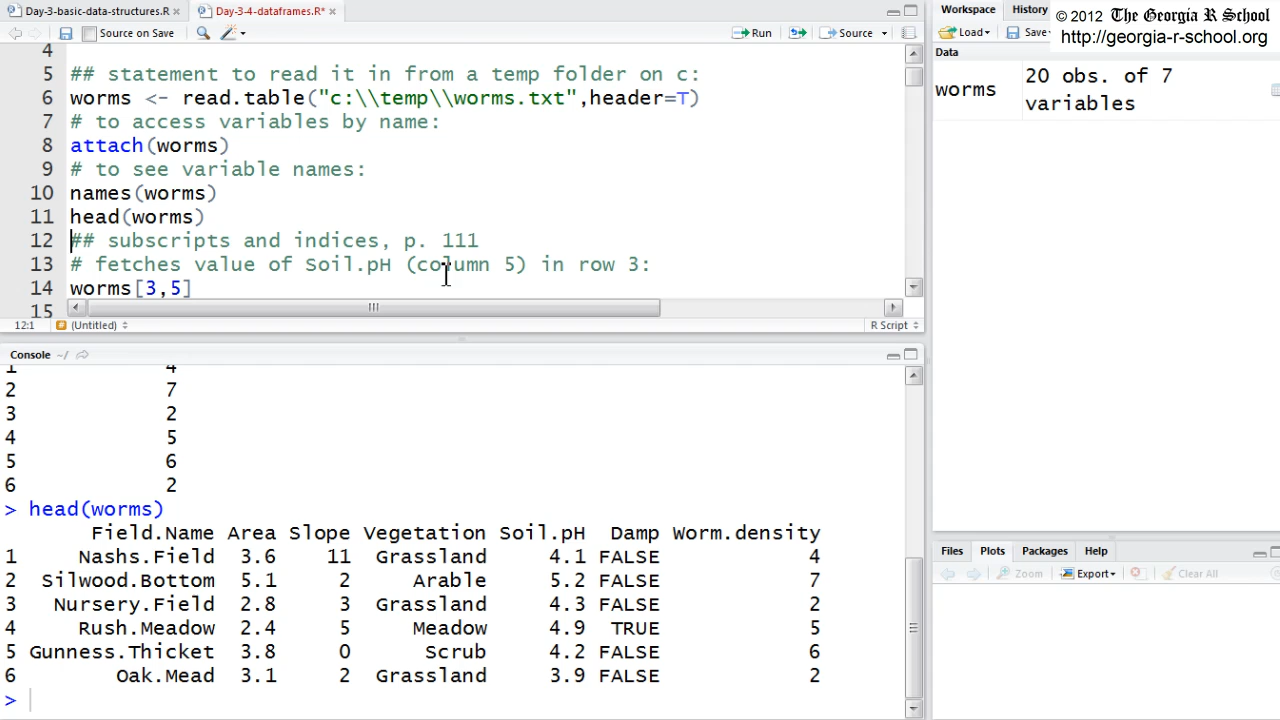 Day-3-basic-data-structures.R
Day-3-4-dataframes.R*
Source on Save
Run
Source
4
5 ## statement to read it in from a temp folder on c:
6 worms <- read.table("c:\\temp\\worms.txt",header=T)
7 # to access variables by name:
8 attach(worms)
9 # to see variable names:
10 names(worms)
11 head(worms)
12 ## subscripts and indices, p. 111
13 # fetches value of Soil.pH (column 5) in row 3:
14 worms[3,5]
15
12:1 (Untitled) R Script
Console ~/
1 4
2 7
3 2
4 5
5 6
6 2
> head(worms)
Field.Name Area Slope Vegetation Soil.pH Damp Worm.density
1 Nashs.Field 3.6 11 Grassland 4.1 FALSE 4
2 Silwood.Bottom 5.1 2 Arable 5.2 FALSE 7
3 Nursery.Field 2.8 3 Grassland 4.3 FALSE 2
4 Rush.Meadow 2.4 5 Meadow 4.9 TRUE 5
5 Gunness.Thicket 3.8 0 Scrub 4.2 FALSE 6
6 Oak.Mead 3.1 2 Grassland 3.9 FALSE 2
>
Workspace History
© 2012 The Georgia R School
http://georgia-r-school.org
Load Save
Data
worms 20 obs. of 7
variables
Files Plots Packages Help
Zoom Export Clear All